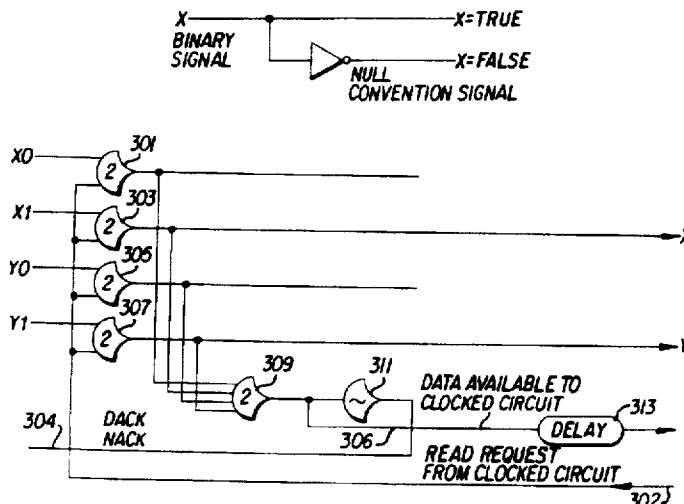 X X=TRUE
BINARY
SIGNAL
X=FALSE
NULL
CONVENTION SIGNAL
X0 2 301
X1 2 303
X
Y0 2 305
Y1 2 307
Y
2 309
~ 311
DATA AVAILABLE TO
CLOCKED CIRCUIT 313
DELAY
304 DACK
NACK
306
READ REQUEST
FROM CLOCKED CIRCUIT
302